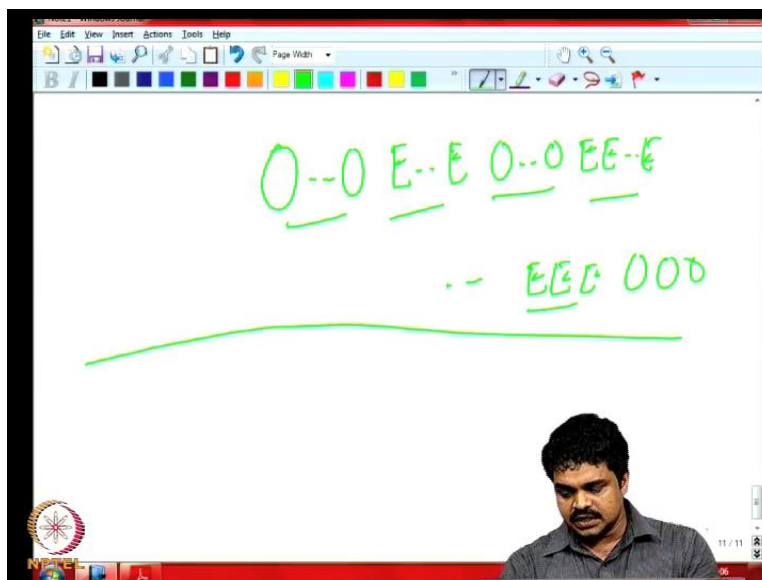 File Edit View Insert Actions Tools Help
Page Width
B I
O--O E--E O--O EE--E
-- EEE OOO
11 / 11
NPTEL